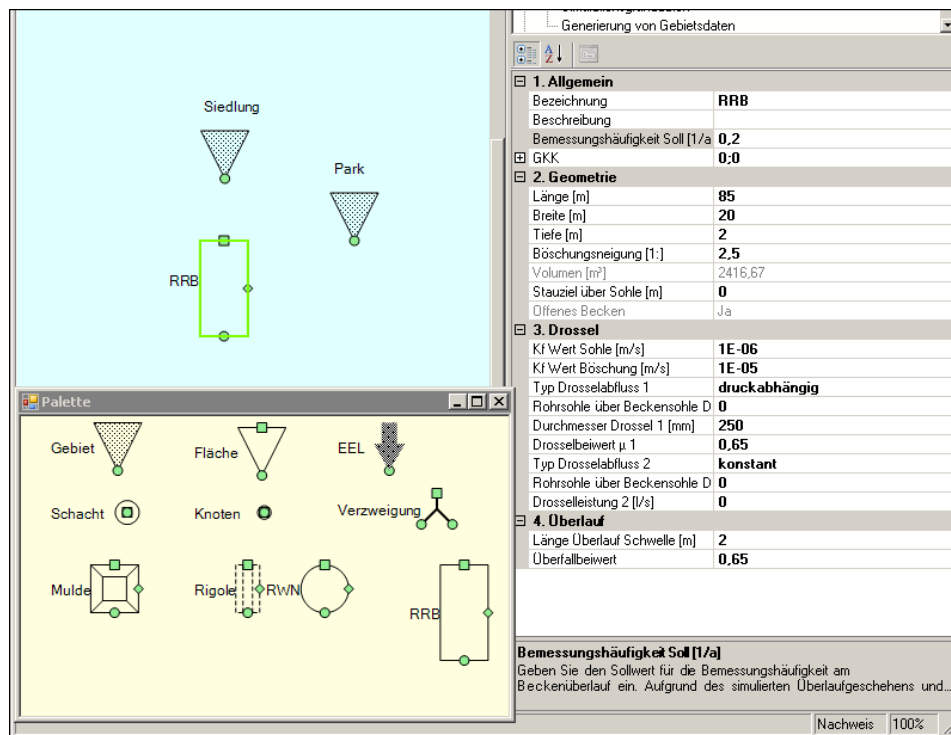 Generierung von Gebietsdaten
Siedlung
Park
RRB
1. Allgemein
Bezeichnung RRB
Beschreibung
Bemessungshäufigkeit Soll [1/a 0,2
GKK 0;0
2. Geometrie
Länge [m] 85
Breite [m] 20
Tiefe [m] 2
Böschungsneigung [1:] 2,5
Volumen [m³] 2416,67
Stauziel über Sohle [m] 0
Offenes Becken Ja
3. Drossel
Kf Wert Sohle [m/s] 1E-06
Kf Wert Böschung [m/s] 1E-05
Typ Drosselabfluss 1 druckabhängig
Rohrsohle über Beckensohle D 0
Durchmesser Drossel 1 [mm] 250
Drosselbeiwert µ 1 0,65
Typ Drosselabfluss 2 konstant
Rohrsohle über Beckensohle D 0
Drosselleistung 2 [l/s] 0
4. Überlauf
Länge Überlauf Schwelle [m] 2
Überfallbeiwert 0,65
Palette
Gebiet Fläche EEL
Schacht Knoten Verzweigung
Mulde Rigole RWN RRB
Bemessungshäufigkeit Soll [1/a]
Geben Sie den Sollwert für die Bemessungshäufigkeit am
Beckenüberlauf ein. Aufgrund des simulierten Überlaufgeschehens und...
Nachweis 100%